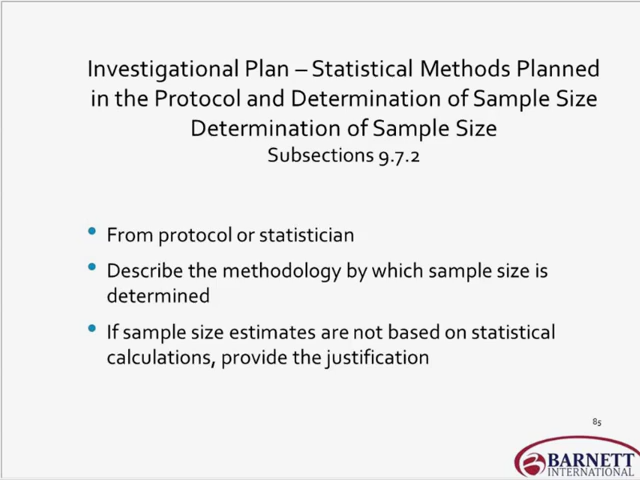 Investigational Plan – Statistical Methods Planned
in the Protocol and Determination of Sample Size
Determination of Sample Size
Subsections 9.7.2
• From protocol or statistician
• Describe the methodology by which sample size is
determined
• If sample size estimates are not based on statistical
calculations, provide the justification
85
BARNETT
INTERNATIONAL